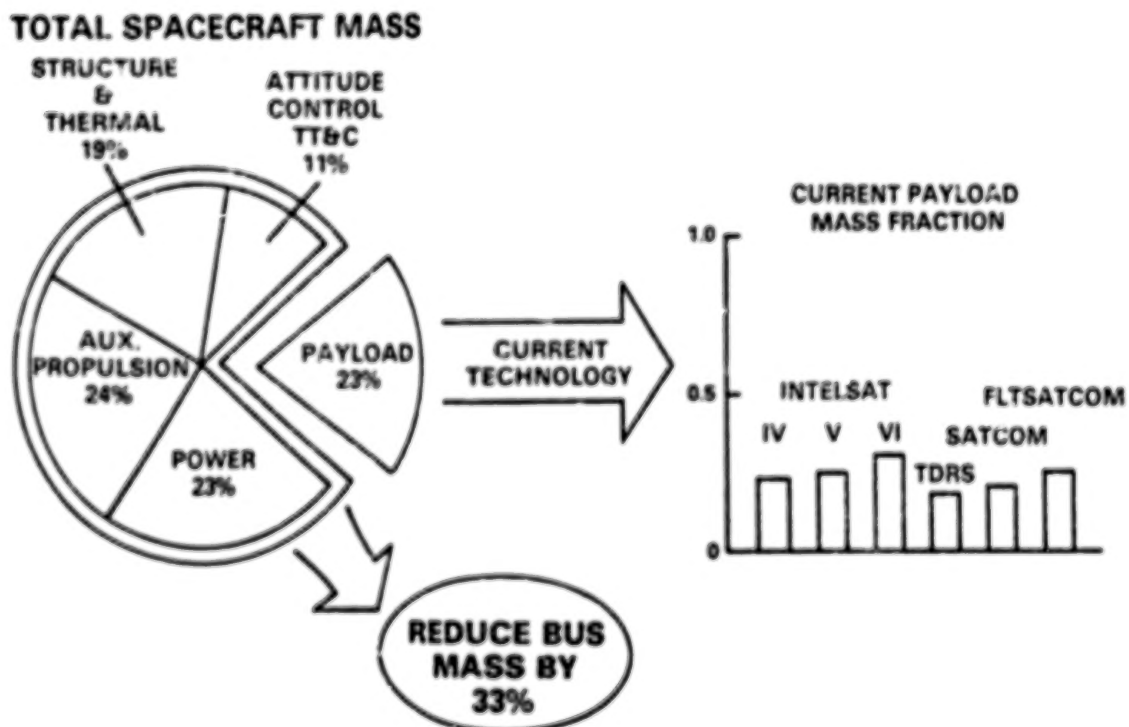 TOTAL SPACECRAFT MASS
STRUCTURE
&
THERMAL
19%
ATTITUDE
CONTROL
TT&C
11%
AUX.
PROPULSION
24%
POWER
23%
PAYLOAD
23%
CURRENT
TECHNOLOGY
REDUCE BUS
MASS BY
33%
CURRENT PAYLOAD
MASS FRACTION
1.0
0.5
0
INTELSAT
IV V VI
TDRS
SATCOM
FLTSATCOM